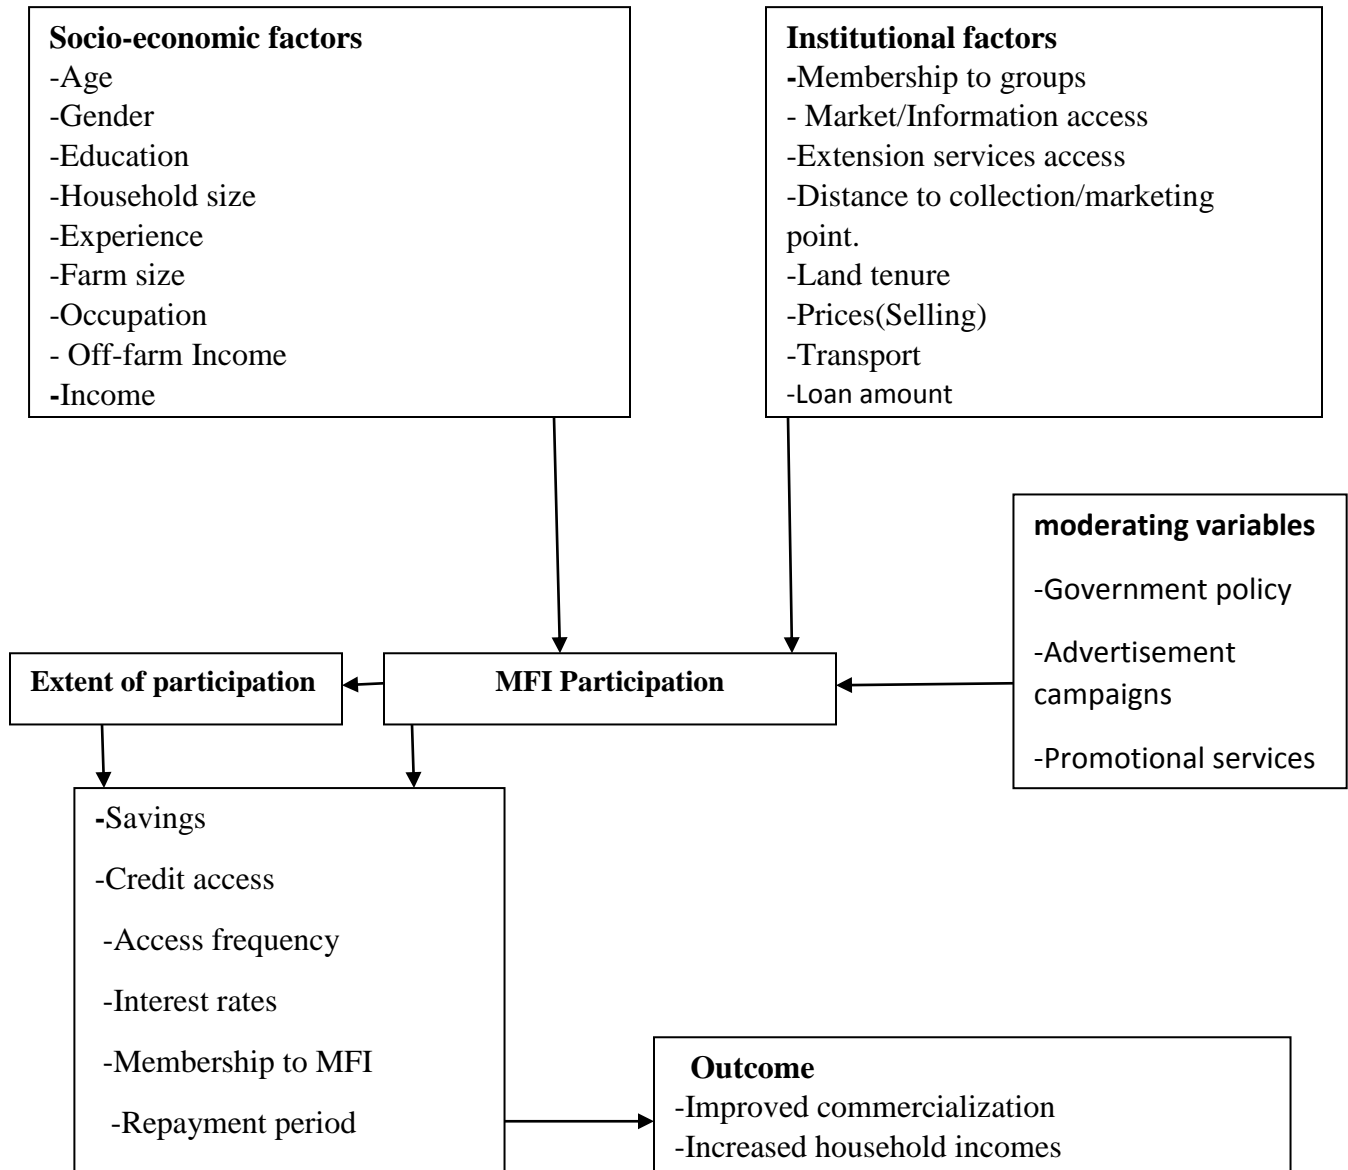 Socio-economic factors
-Age
-Gender
-Education
-Household size
-Experience
-Farm size
-Occupation
- Off-farm Income
-Income
Institutional factors
-Membership to groups
- Market/Information access
-Extension services access
-Distance to collection/marketing
point.
-Land tenure
-Prices(Selling)
-Transport
-Loan amount
moderating variables
-Government policy
-Advertisement
campaigns
-Promotional services
Extent of participation
MFI Participation
-Savings
-Credit access
-Access frequency
-Interest rates
-Membership to MFI
-Repayment period
Outcome
-Improved commercialization
-Increased household incomes